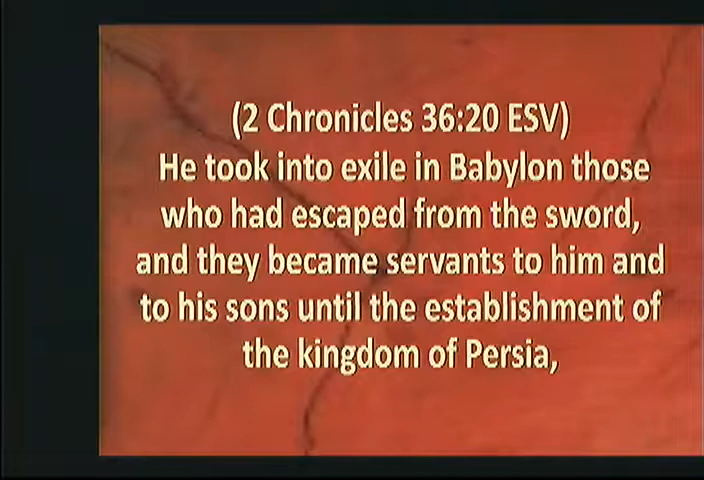 (2 Chronicles 36:20 ESV)
He took into exile in Babylon those
who had escaped from the sword,
and they became servants to him and
to his sons until the establishment of
the kingdom of Persia,